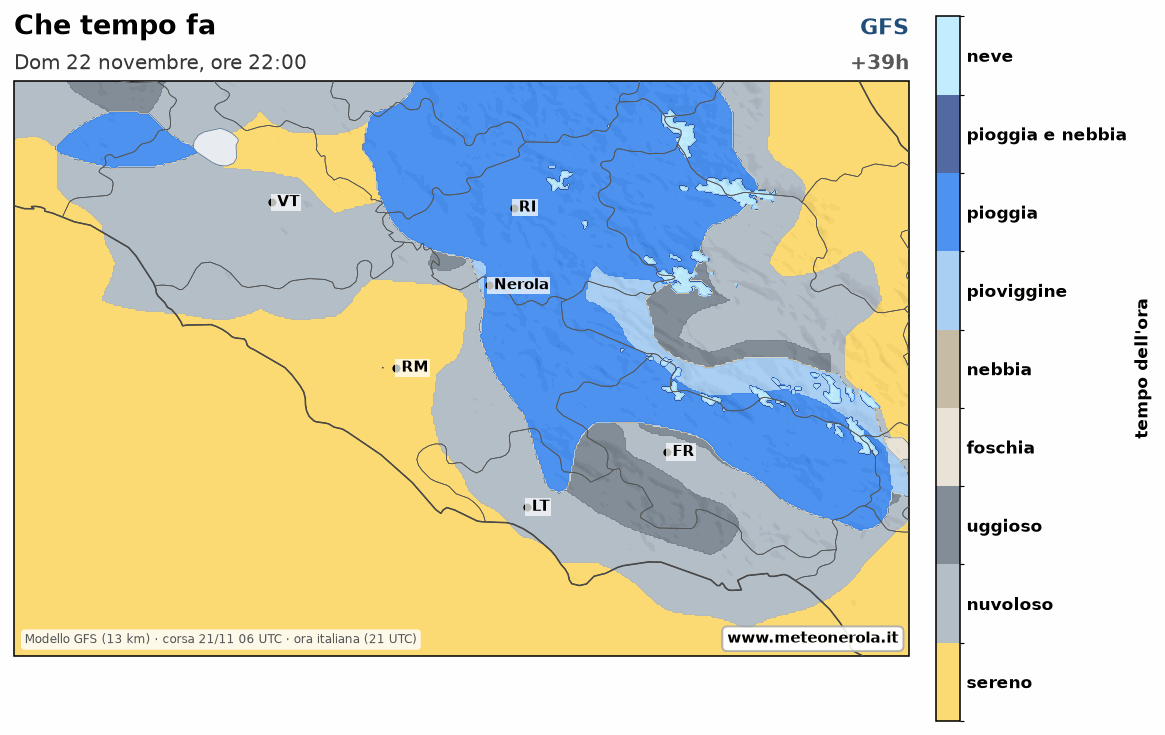 Che tempo fa
GFS
Dom 22 novembre, ore 22:00
+39h
neve
pioggia e nebbia
pioggia
pioviggine
nebbia
foschia
uggioso
nuvoloso
sereno
tempo dell'ora
VT
RI
Nerola
RM
FR
LT
Modello GFS (13 km) · corsa 21/11 06 UTC · ora italiana (21 UTC)
www.meteonerola.it